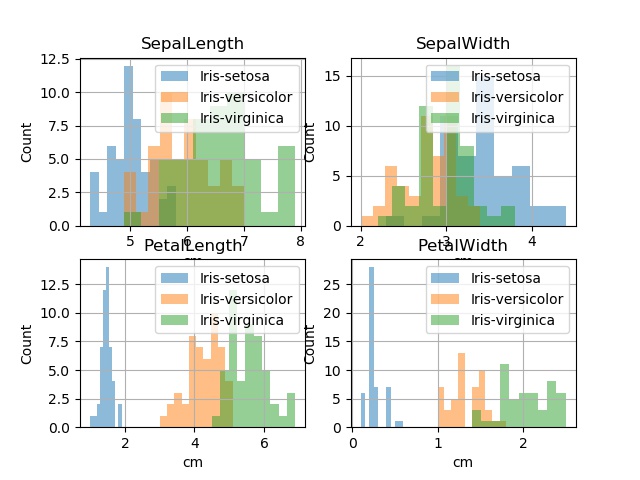 SepalLength
SepalWidth
12.5
10.0
7.5
5.0
2.5
0.0
Count
Iris-setosa
Iris-versicolor
Iris-virginica
5
6
7
8
15
10
5
0
Count
Iris-setosa
Iris-versicolor
Iris-virginica
2
3
4
PetalLength
PetalWidth
12.5
10.0
7.5
5.0
2.5
0.0
Count
Iris-setosa
Iris-versicolor
Iris-virginica
2
4
6
cm
25
20
15
10
5
0
Count
Iris-setosa
Iris-versicolor
Iris-virginica
0
1
2
cm